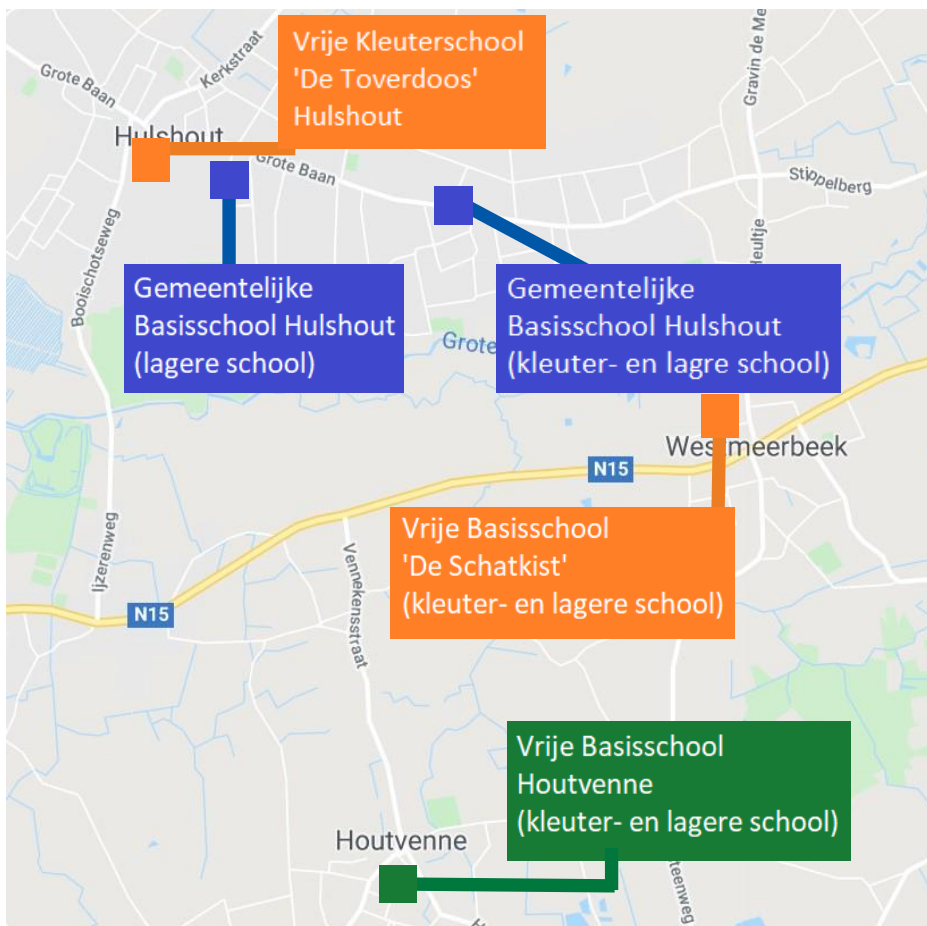 Gravin de Me
Vrije Kleuterschool
'De Toverdoos'
Hulshout
Kerkstraat
Grote Baan
Hulshout
Grote Baan
Stippelberg
Heultje
Booischotseweg
Gemeentelijke
Basisschool Hulshout
(lagere school)
Grote
Gemeentelijke
Basisschool Hulshout
(kleuter- en lagre school)
Westmeerbeek
N15
Vrije Basisschool
'De Schatkist'
(kleuter- en lagere school)
Ijzerenweg
Vennekensstraat
N15
Vrije Basisschool
Houtvenne
(kleuter- en lagere school)
Houtvenne
teenweg